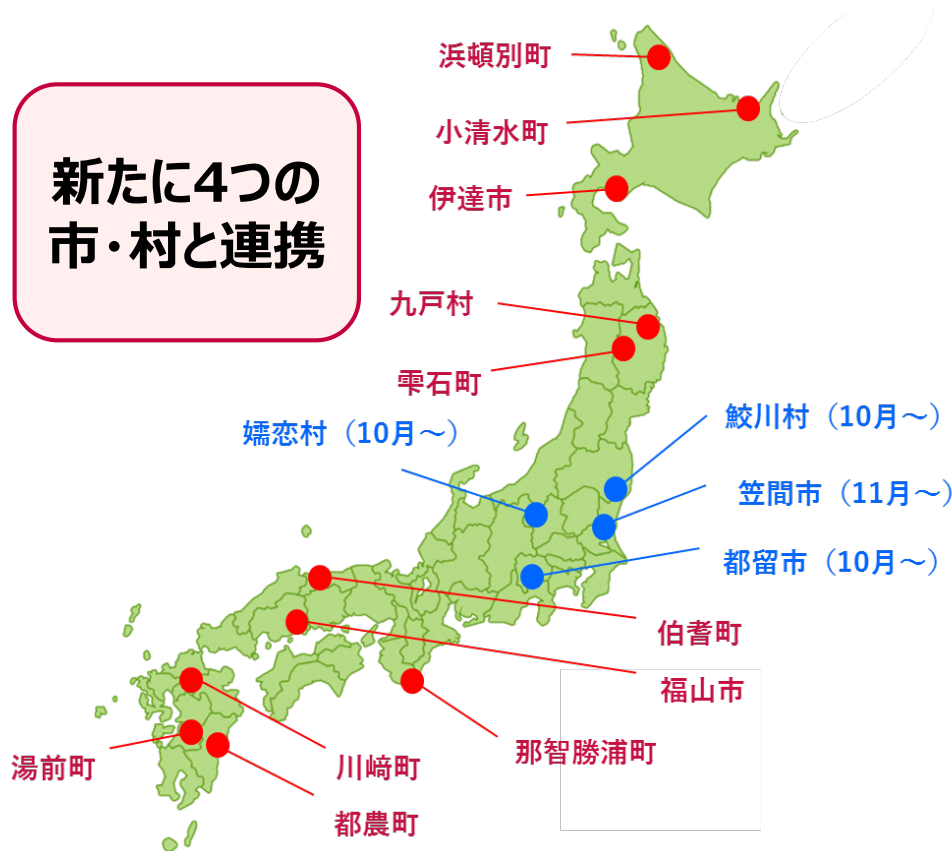 浜頓別町
小清水町
新たに4つの
市・村と連携
伊達市
九戸村
雫石町
嬬恋村（10月～）
鮫川村（10月～）
笠間市（11月～）
都留市（10月～）
伯耆町
福山市
那智勝浦町
湯前町
川﨑町
都農町